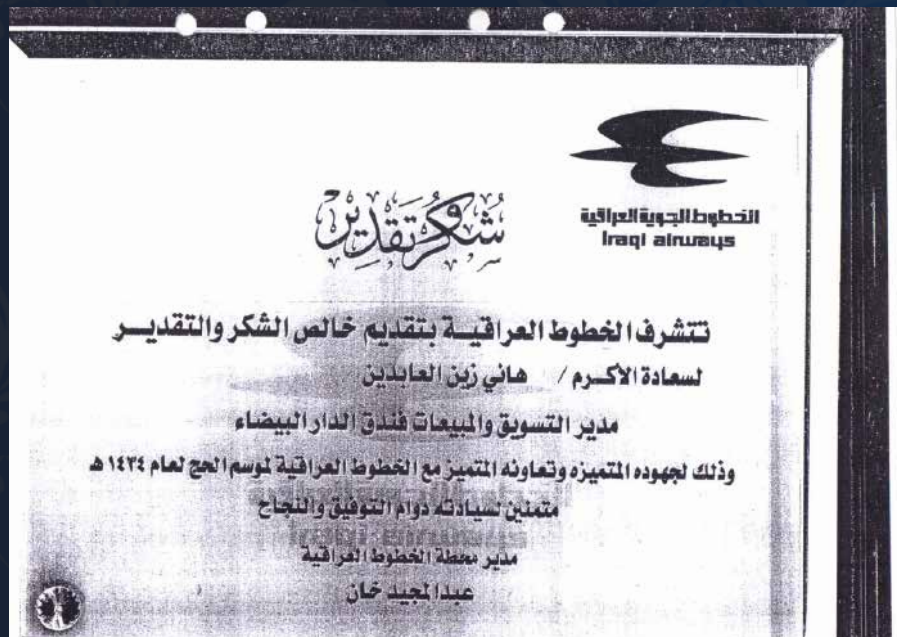 الخطوط الجوية العراقية
Iraqi airways
شكر وتقدير
تتشرف الخطوط العراقية بتقديم خالص الشكر والتقدير
لسعادة الأكرم / هاني زين العابدين
مدير التسويق والمبيعات فندق الدار البيضاء
وذلك لجهوده المتميزه وتعاونه المتميز مع الخطوط العراقية لموسم الحج لعام ١٤٣٤ هـ
متمنين لسيادته دوام التوفيق والنجاح
مدير محطة الخطوط العراقية
عبدالمجيد خان